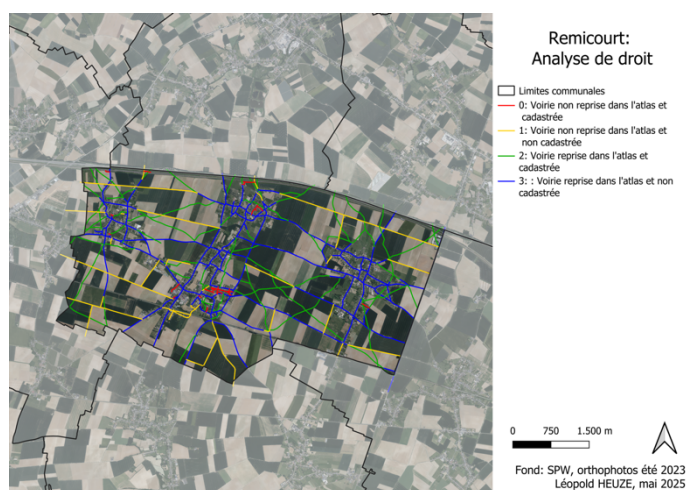 Remicourt:
Analyse de droit
Limites communales
0: Voirie non reprise dans l'atlas et
cadastrée
1: Voirie non reprise dans l'atlas et
non cadastrée
2: Voirie reprise dans l'atlas et
cadastrée
3: : Voirie reprise dans l'atlas et non
cadastrée
0 750 1.500 m
Fond: SPW, orthophotos été 2023
Léopold HEUZE, mai 2025